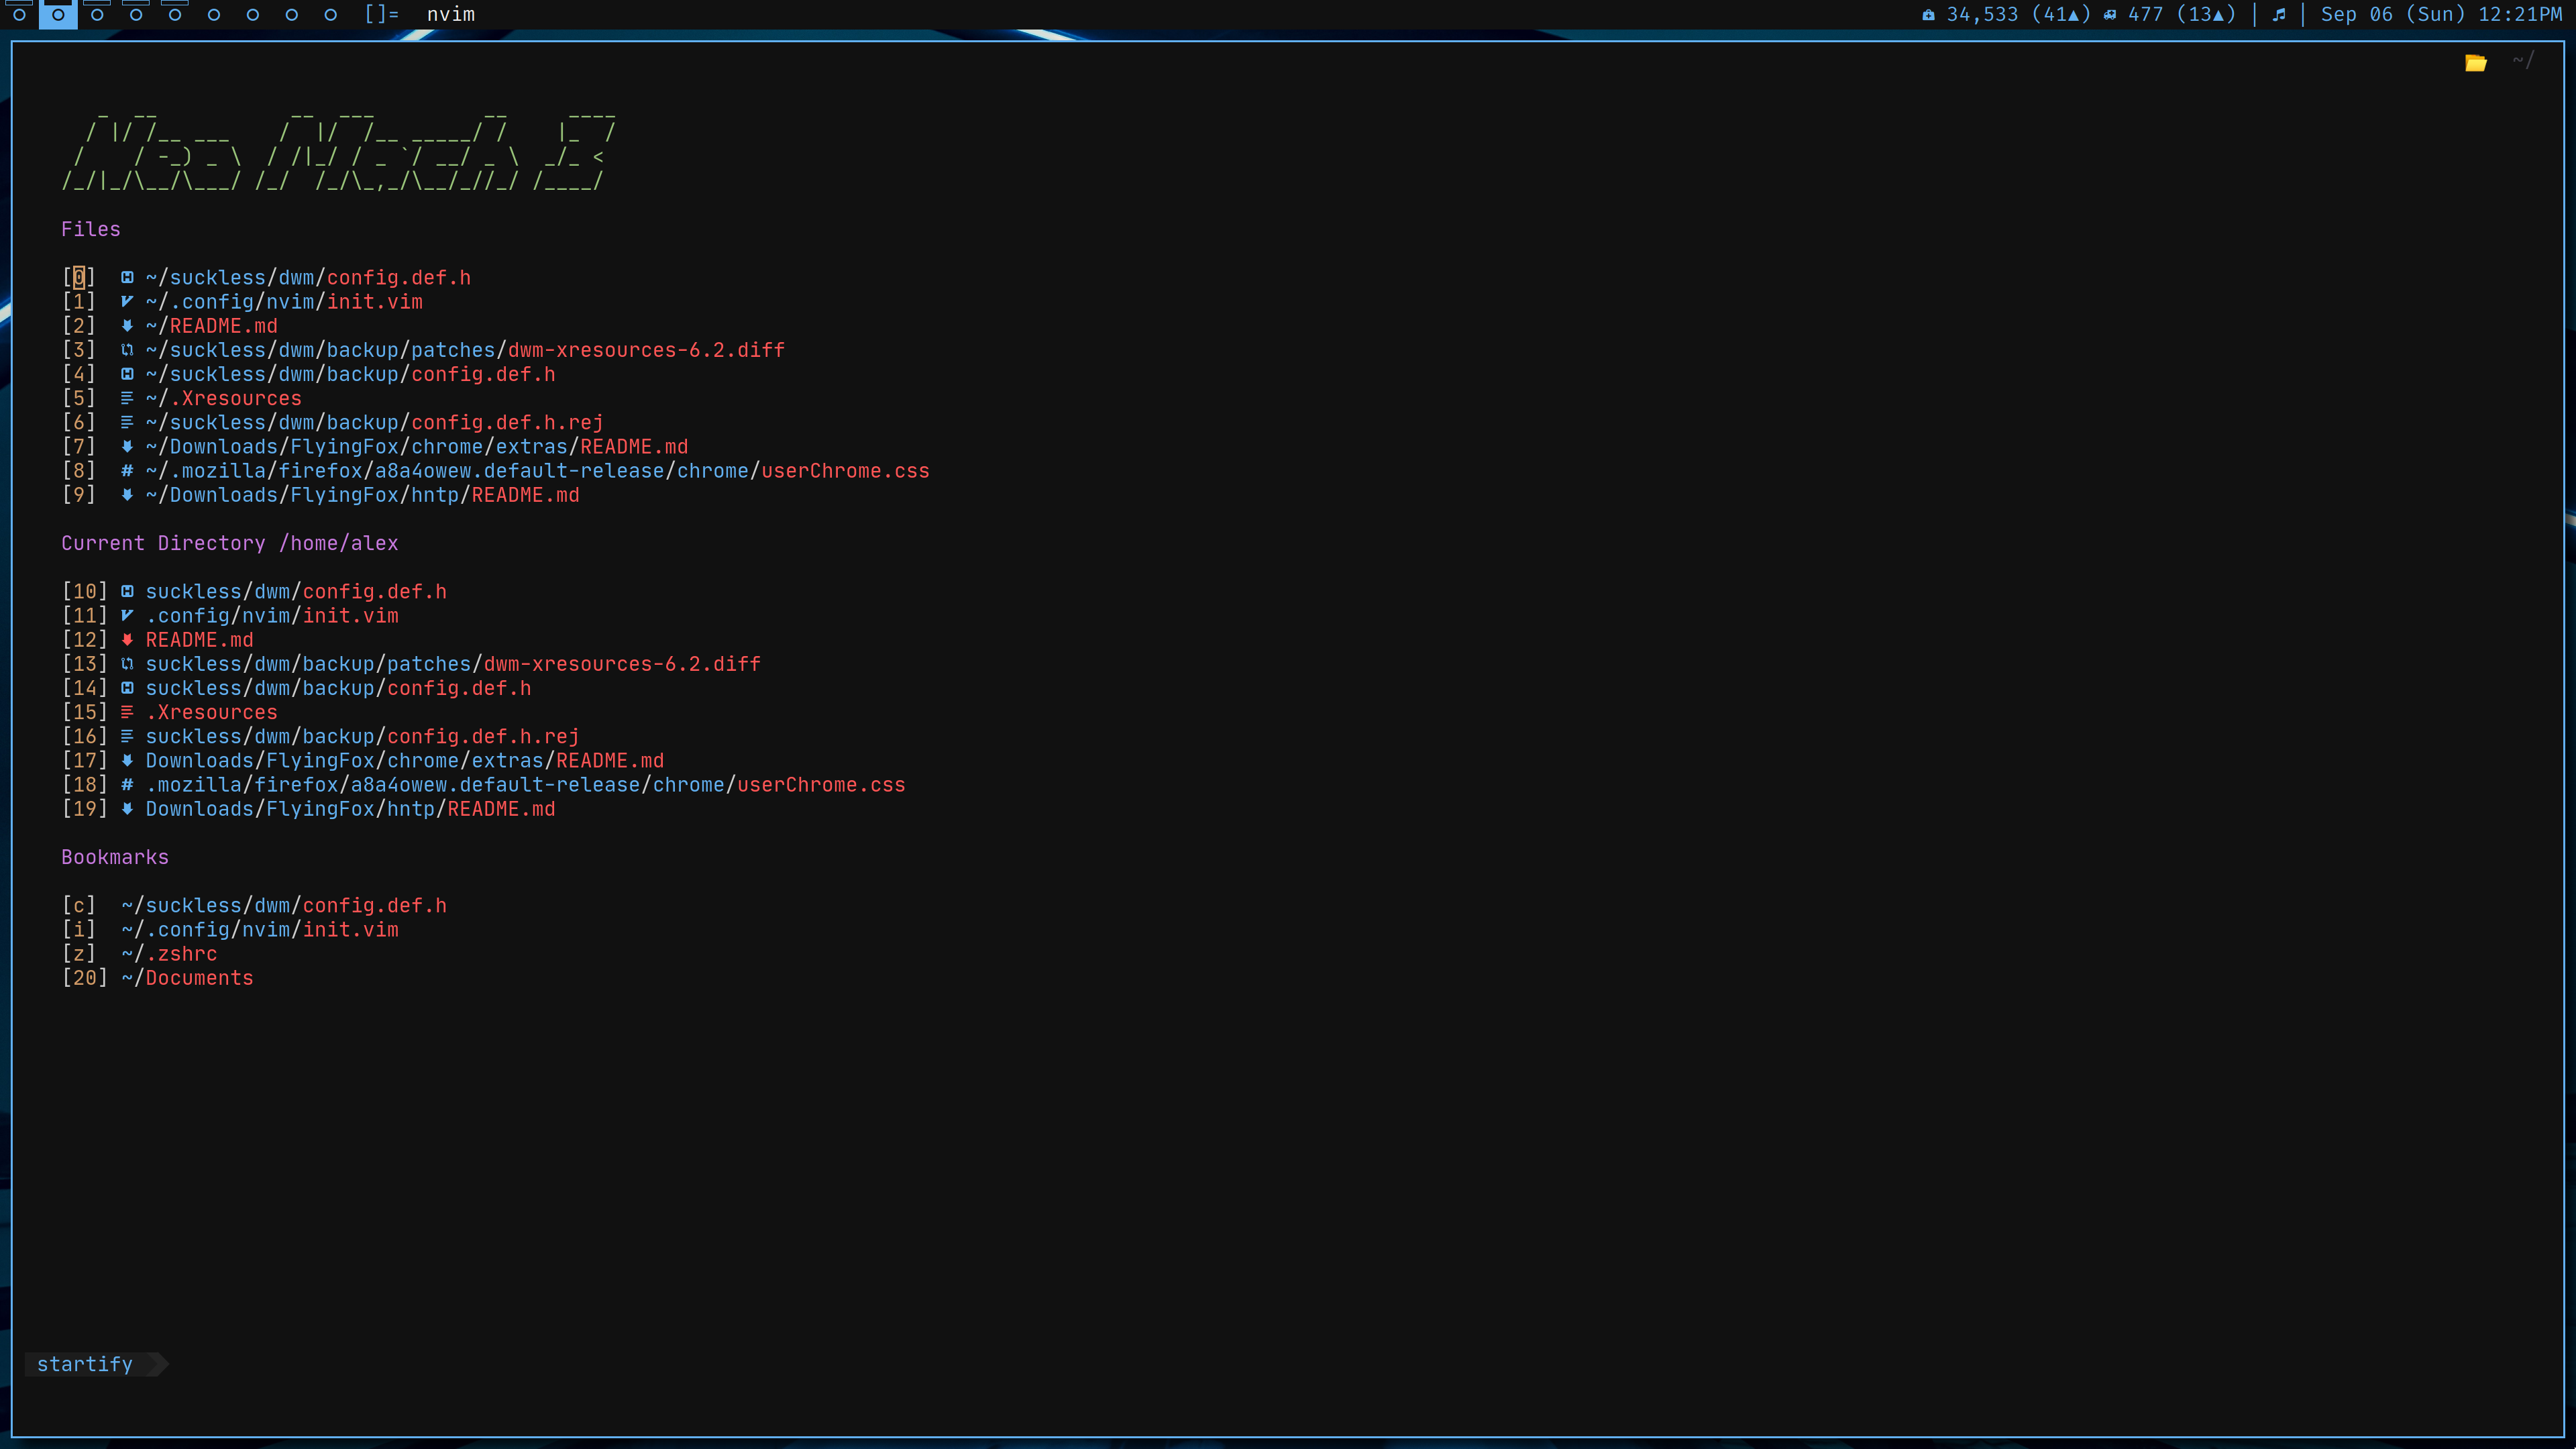 []= nvim 34,533 (41▲) 477 (13▲) | | Sep 06 (Sun) 12:21PM
~/
Neo Mach 3
Files
[0] ~/suckless/dwm/config.def.h
[1] ~/.config/nvim/init.vim
[2] ~/README.md
[3] ~/suckless/dwm/backup/patches/dwm-xresources-6.2.diff
[4] ~/suckless/dwm/backup/config.def.h
[5] ~/.Xresources
[6] ~/suckless/dwm/backup/config.def.h.rej
[7] ~/Downloads/FlyingFox/chrome/extras/README.md
[8] # ~/.mozilla/firefox/a8a4owew.default-release/chrome/userChrome.css
[9] ~/Downloads/FlyingFox/hntp/README.md
Current Directory /home/alex
[10] suckless/dwm/config.def.h
[11] .config/nvim/init.vim
[12] README.md
[13] suckless/dwm/backup/patches/dwm-xresources-6.2.diff
[14] suckless/dwm/backup/config.def.h
[15] .Xresources
[16] suckless/dwm/backup/config.def.h.rej
[17] Downloads/FlyingFox/chrome/extras/README.md
[18] # .mozilla/firefox/a8a4owew.default-release/chrome/userChrome.css
[19] Downloads/FlyingFox/hntp/README.md
Bookmarks
[c] ~/suckless/dwm/config.def.h
[i] ~/.config/nvim/init.vim
[z] ~/.zshrc
[20] ~/Documents
startify